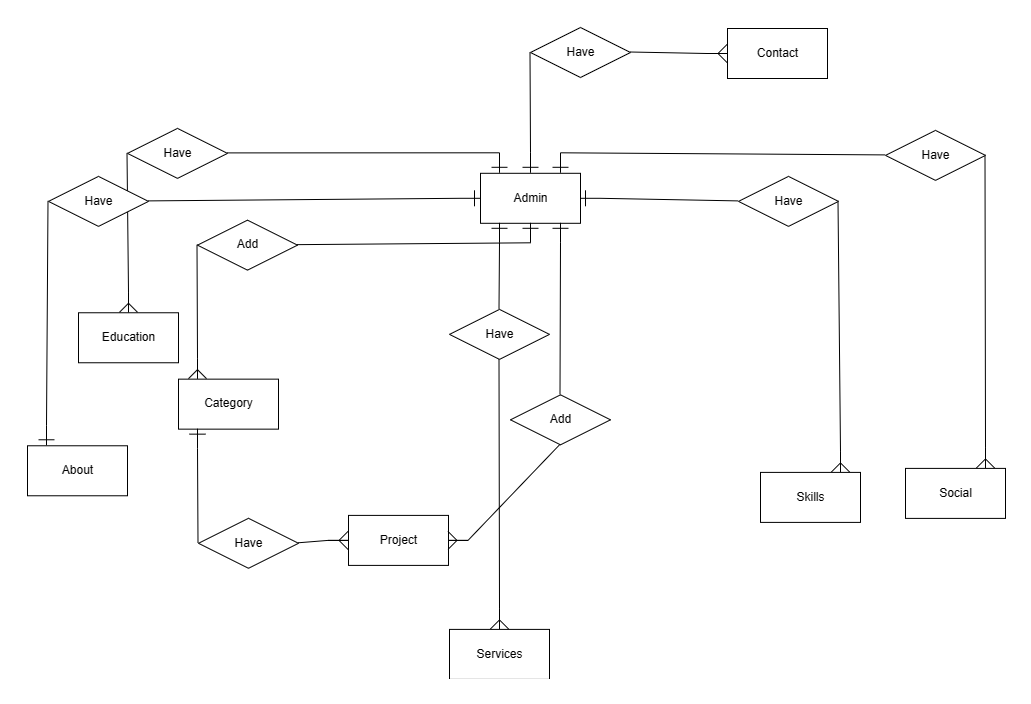 Have
Contact
Have
Have
Have
Admin
Have
Add
Education
Have
Category
Add
About
Skills
Social
Have
Project
Services